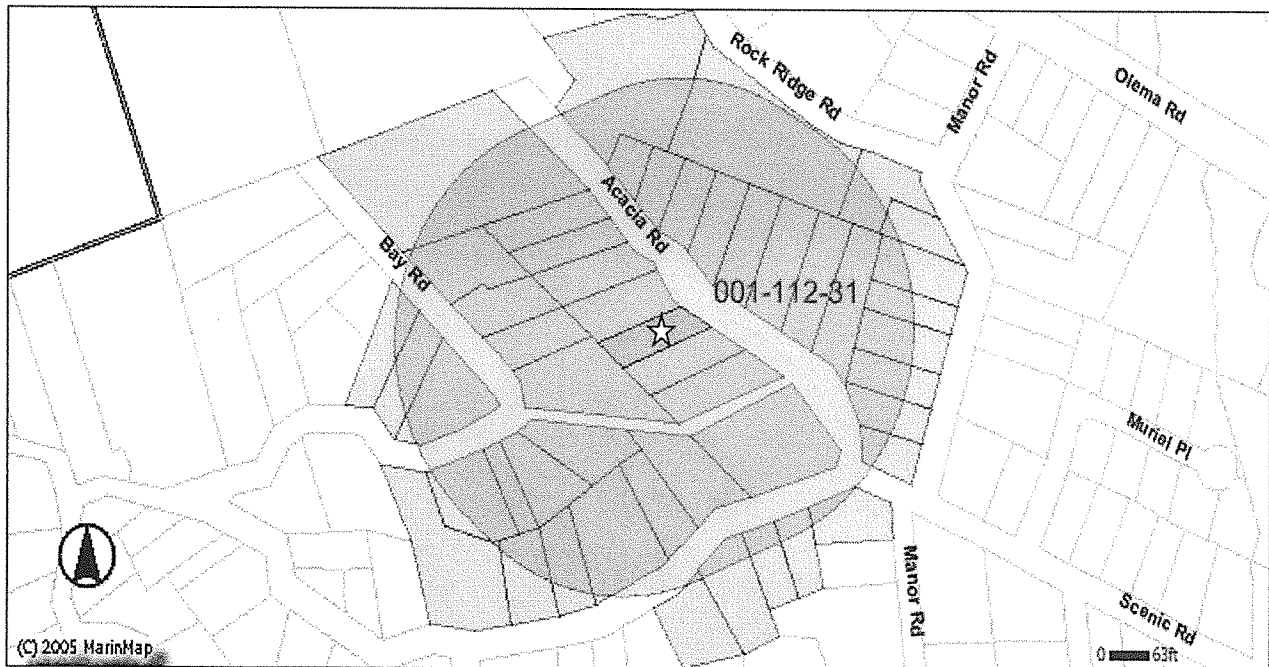 Rock Ridge Rd
Manor Rd
Olema Rd
Acacia Rd
Bay Rd
001-112-31
Muriel Pl
Manor Rd
Scenic Rd
(C) 2005 MarinMap
0 63ft